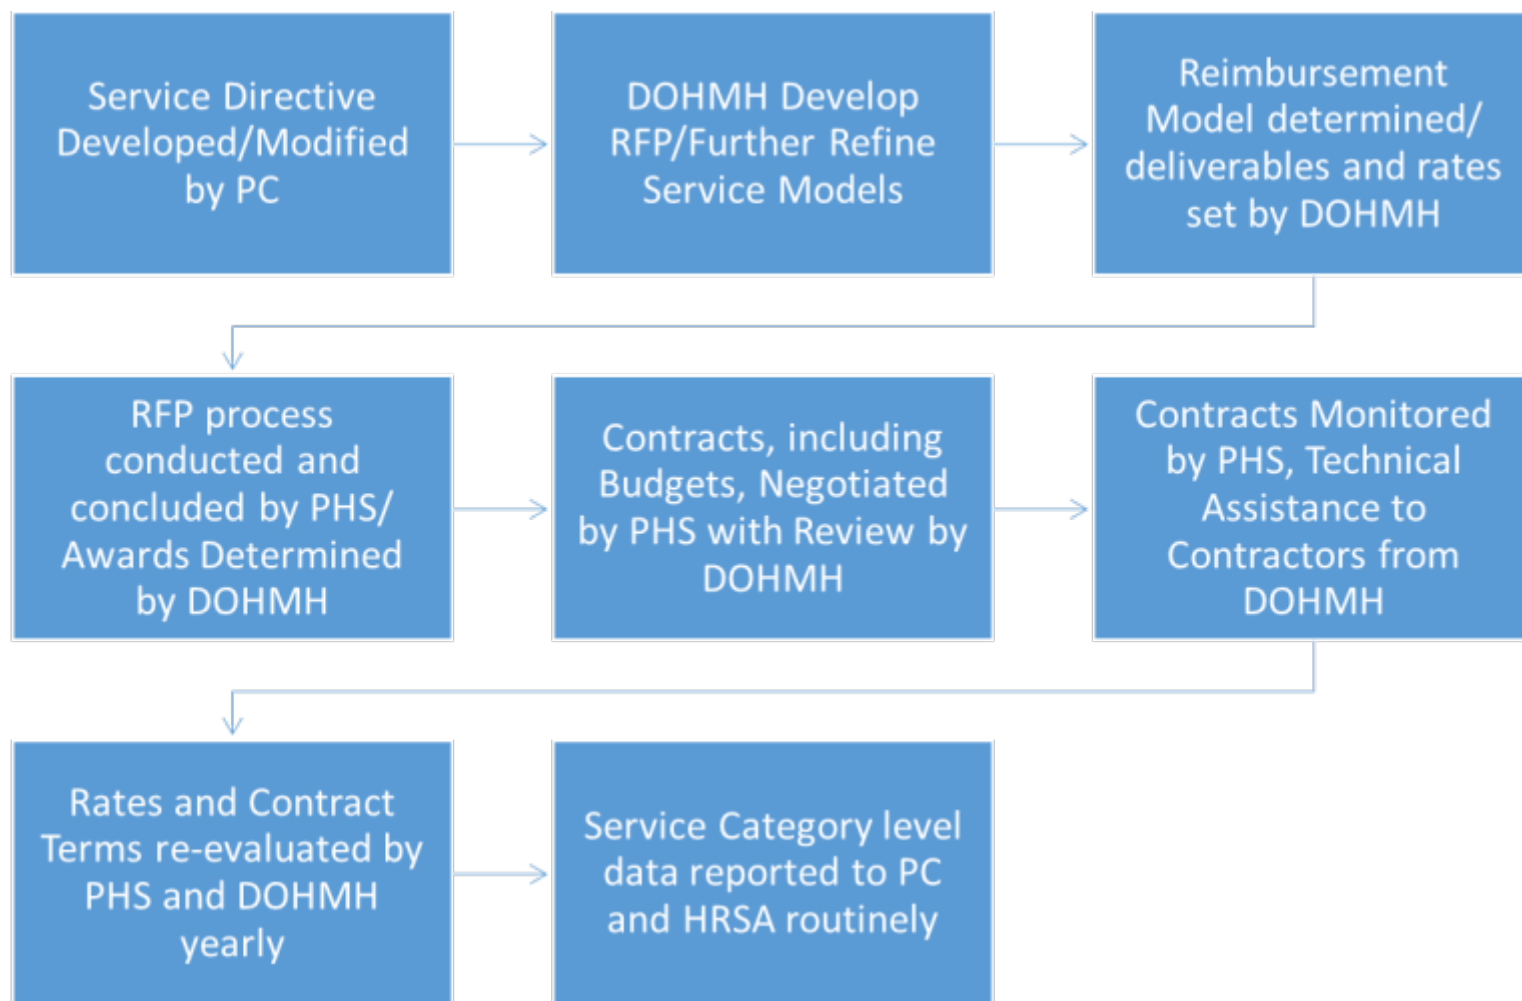 Service Directive
Developed/Modified
by PC
DOHMH Develop
RFP/Further Refine
Service Models
Reimbursement
Model determined/
deliverables and rates
set by DOHMH
RFP process
conducted and
concluded by PHS/
Awards Determined
by DOHMH
Contracts, including
Budgets, Negotiated
by PHS with Review by
DOHMH
Contracts Monitored
by PHS, Technical
Assistance to
Contractors from
DOHMH
Rates and Contract
Terms re-evaluated by
PHS and DOHMH
yearly
Service Category level
data reported to PC
and HRSA routinely